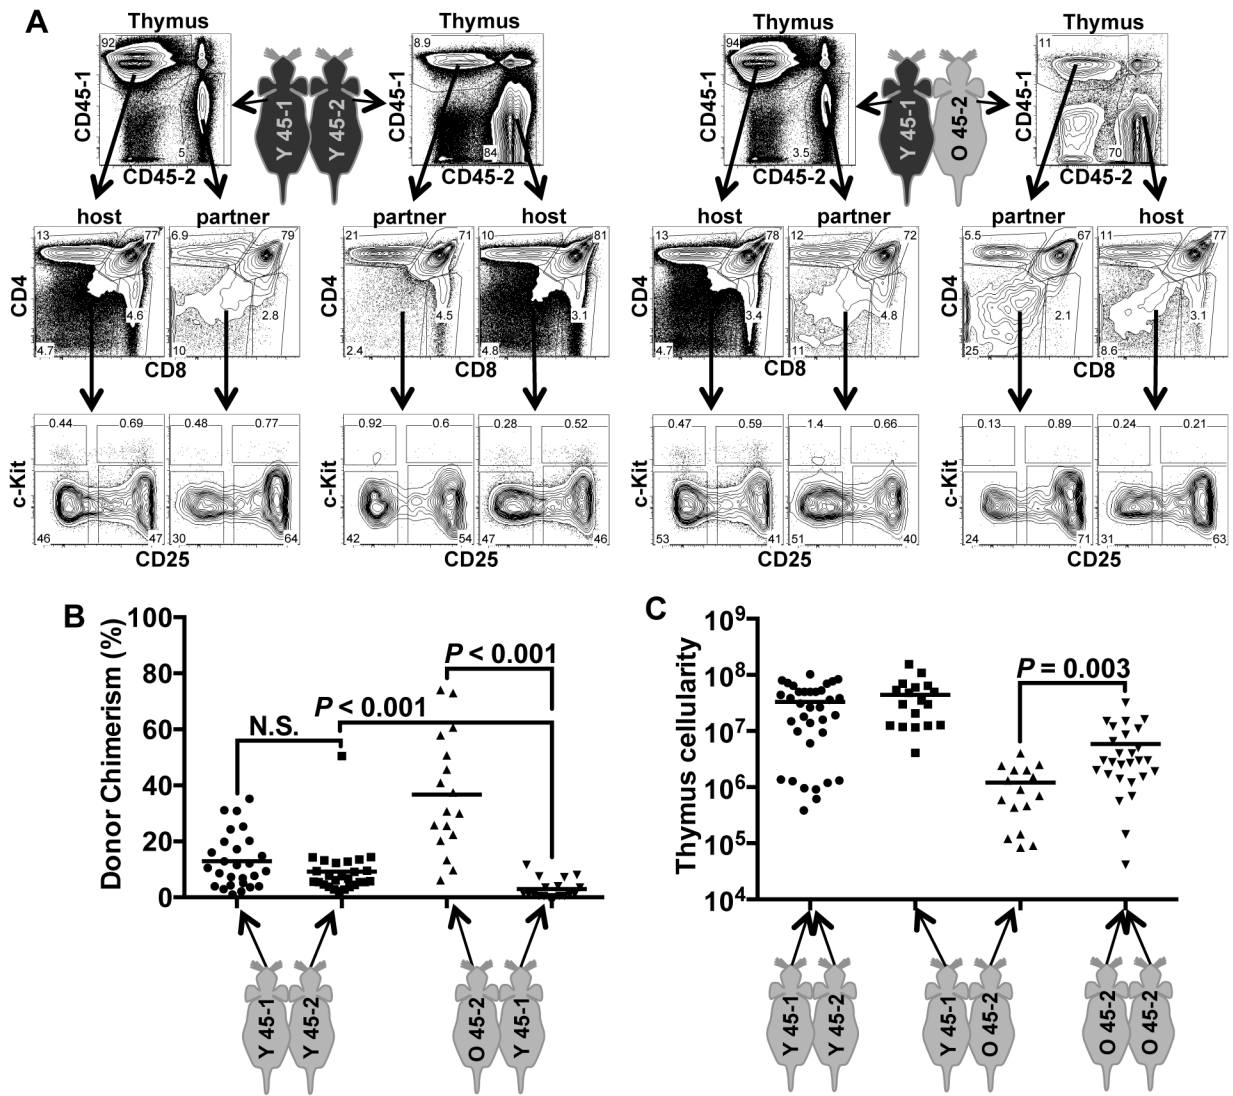 A
Thymus
Thymus
Thymus
Thymus
92
5
CD45-1
CD45-2
Y 45-1
Y 45-2
8.9
84
CD45-1
CD45-2
94
3.5
CD45-1
CD45-2
Y 45-1
O 45-2
11
70
CD45-1
CD45-2
host
partner
partner
host
host
partner
partner
host
13
77
6.9
79
21
71
10
81
13
78
12
72
5.5
67
11
77
CD4
CD4
CD4
CD4
4.6
2.8
4.5
3.1
3.4
4.8
2.1
3.1
4.7
10
2.4
4.8
4.7
11
25
8.6
CD8
CD8
CD8
CD8
0.44
0.69
0.48
0.77
0.92
0.6
0.28
0.52
0.47
0.59
1.4
0.66
0.13
0.89
0.24
0.21
c-Kit
c-Kit
c-Kit
c-Kit
46
47
30
64
42
54
47
46
53
41
51
40
24
71
31
63
CD25
CD25
CD25
CD25
B
Donor Chimerism (%)
100
80
60
40
20
0
N.S.
P < 0.001
P < 0.001
Y 45-1
Y 45-2
O 45-2
Y 45-1
C
Thymus cellularity
10⁹
10⁸
10⁷
10⁶
10⁵
10⁴
P = 0.003
Y 45-1
Y 45-2
Y 45-1
O 45-2
O 45-2
O 45-2